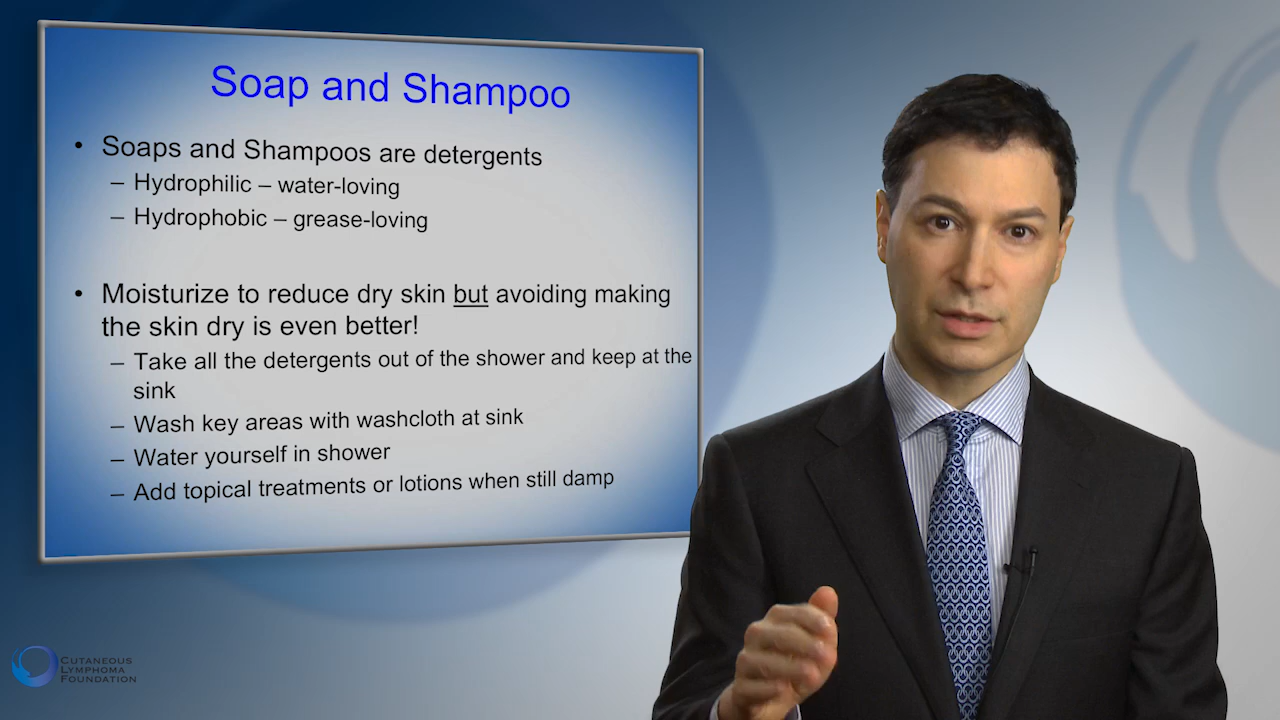 Soap and Shampoo
• Soaps and Shampoos are detergents
– Hydrophilic – water-loving
– Hydrophobic – grease-loving
• Moisturize to reduce dry skin but avoiding making
the skin dry is even better!
– Take all the detergents out of the shower and keep at the
sink
– Wash key areas with washcloth at sink
– Water yourself in shower
– Add topical treatments or lotions when still damp
CUTANEOUS
LYMPHOMA
FOUNDATION